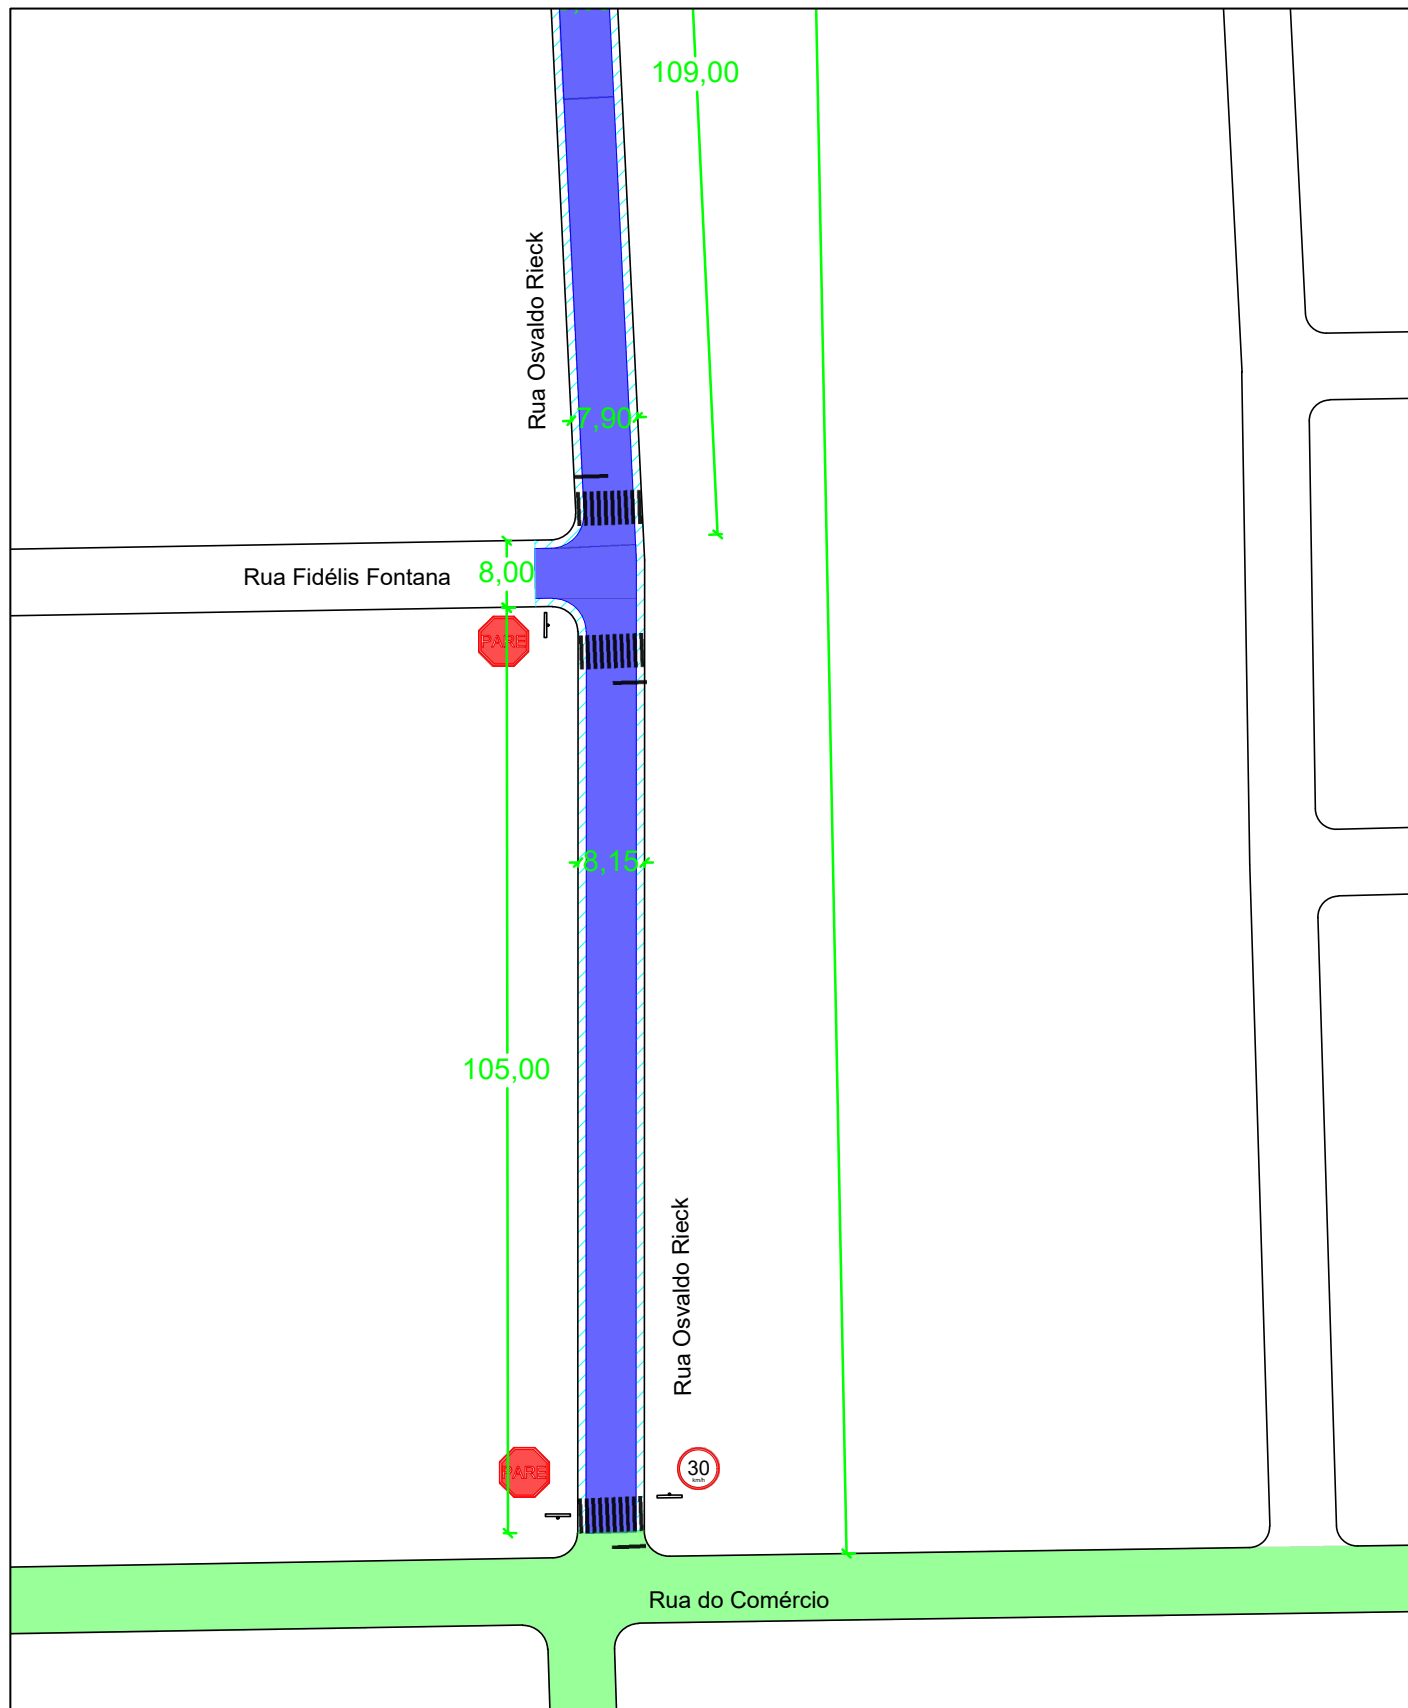 109,00
Rua Osvaldo Rieck
7,90
Rua Fidélis Fontana
8,00
PARE
8,15
105,00
Rua Osvaldo Rieck
PARE
30
km/h
Rua do Comércio